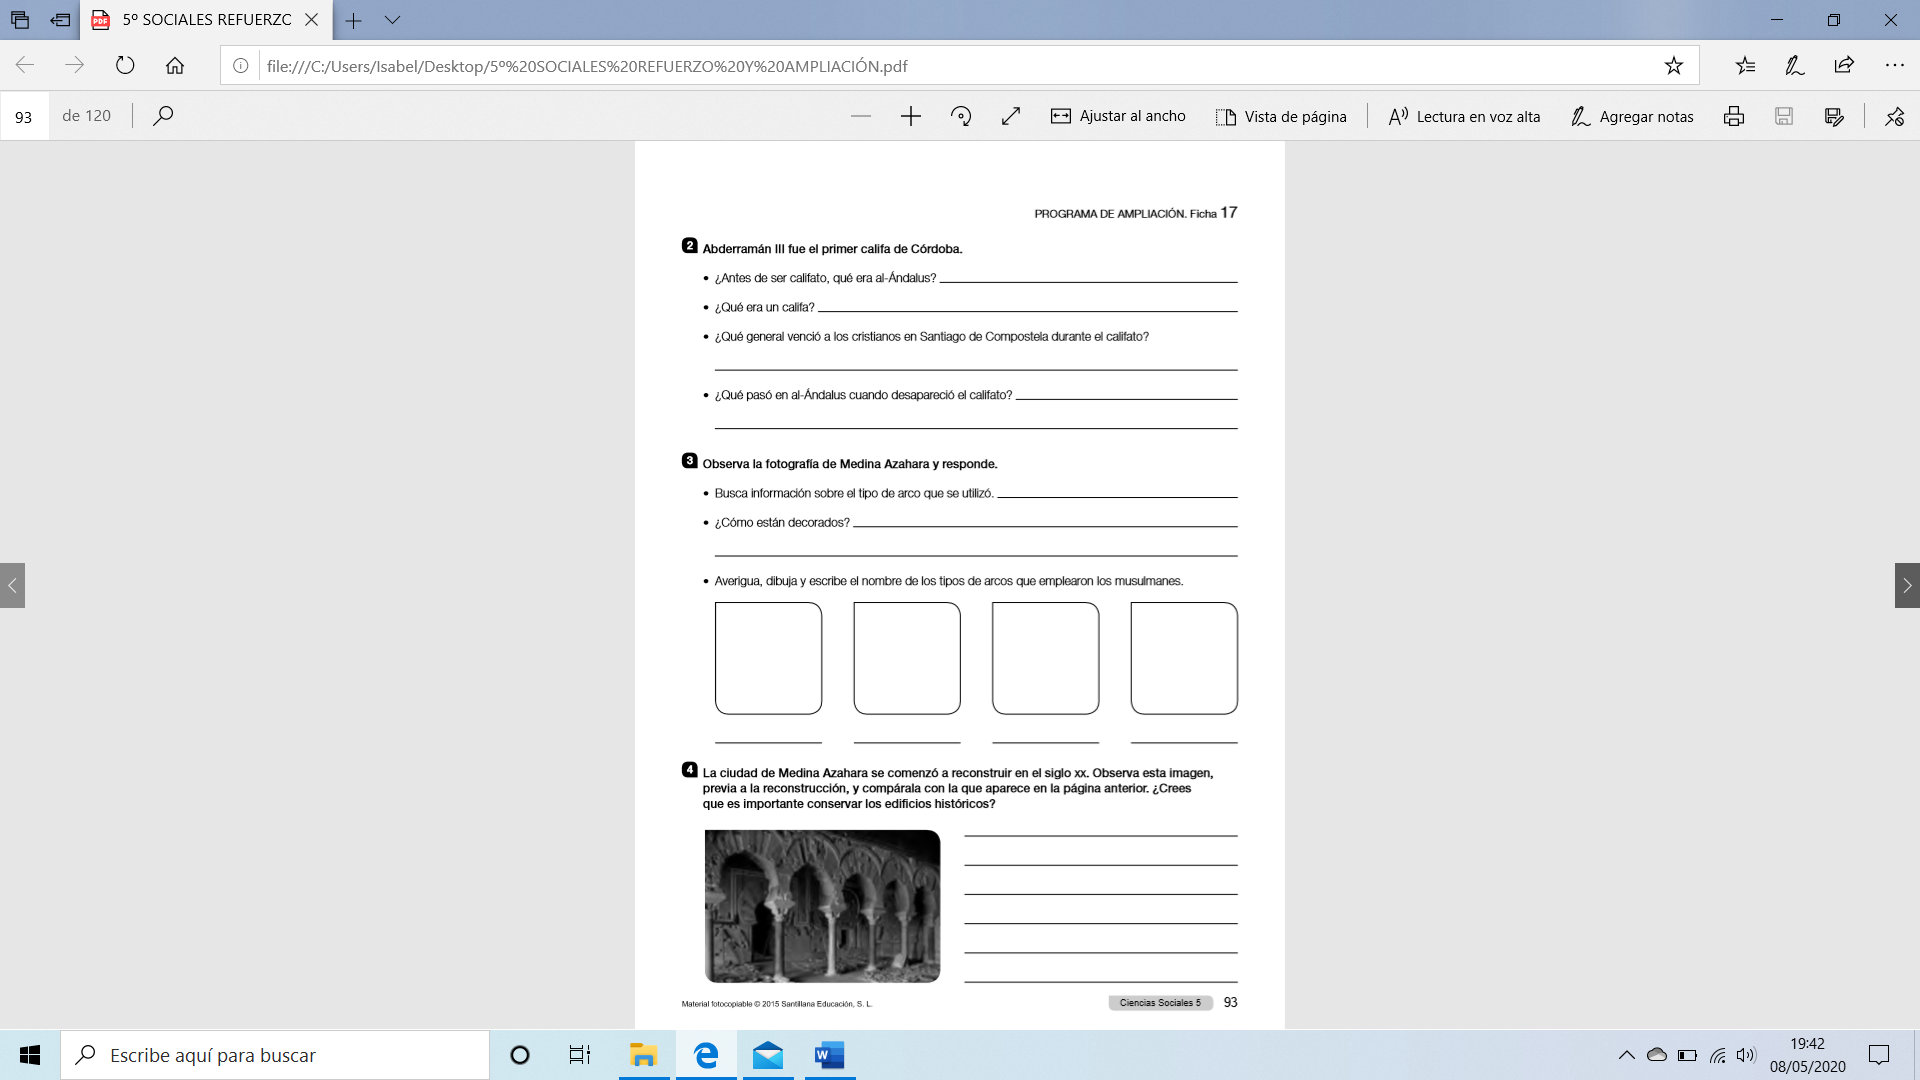 5º SOCIALES REFUERZO
file:///C:/Users/Isabel/Desktop/5º%20SOCIALES%20REFUERZO%20Y%20AMPLIACIÓN.pdf
93 de 120
Ajustar al ancho
Vista de página
Lectura en voz alta
Agregar notas
PROGRAMA DE AMPLIACIÓN. Ficha 17
2 Abderramán III fue el primer califa de Córdoba.
• ¿Antes de ser califato, qué era al-Ándalus?
• ¿Qué era un califa?
• ¿Qué general venció a los cristianos en Santiago de Compostela durante el califato?
• ¿Qué pasó en al-Ándalus cuando desapareció el califato?
3 Observa la fotografía de Medina Azahara y responde.
• Busca información sobre el tipo de arco que se utilizó.
• ¿Cómo están decorados?
• Averigua, dibuja y escribe el nombre de los tipos de arcos que emplearon los musulmanes.
4 La ciudad de Medina Azahara se comenzó a reconstruir en el siglo XX. Observa esta imagen,
previa a la reconstrucción, y compárala con la que aparece en la página anterior. ¿Crees
que es importante conservar los edificios históricos?
Material fotocopiable © 2015 Santillana Educación, S. L.
Ciencias Sociales 5 93
Escribe aquí para buscar
19:42
08/05/2020